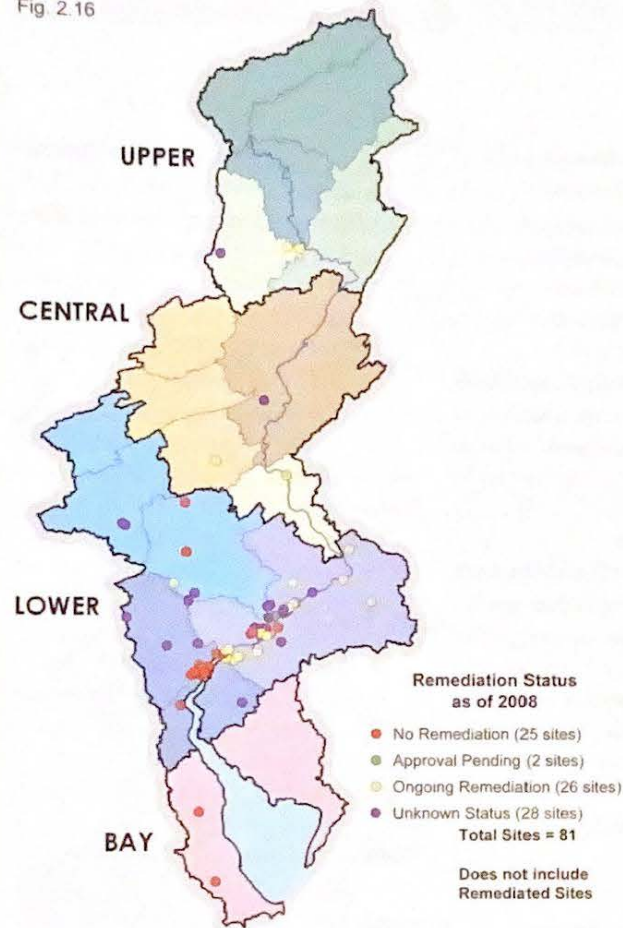 Fig. 2.16
UPPER
CENTRAL
LOWER
BAY
Remediation Status
as of 2008
No Remediation (25 sites)
Approval Pending (2 sites)
Ongoing Remediation (26 sites)
Unknown Status (28 sites)
Total Sites = 81
Does not include
Remediated Sites